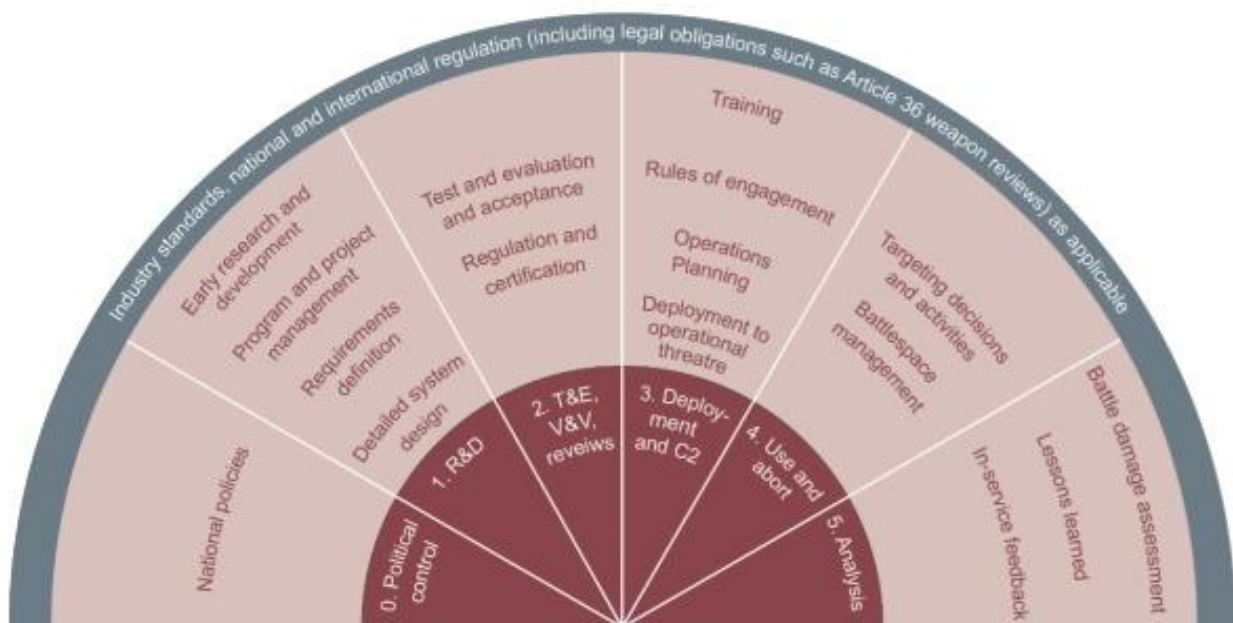 Industry standards, national and international regulation (including legal obligations such as Article 36 weapon reviews) as applicable
National policies
0. Political
control
Early research and
development
Program and project
management
Requirements
definition
Detailed system
design
1. R&D
Test and evaluation
and acceptance
Regulation and
certification
2. T&E,
V&V,
reveiws
Training
Rules of engagement
Operations
Planning
Deployment to
operational
threatre
3. Deploy-
ment
and C2
Targeting decisions
and activities
Battlespace
management
4. Use and
abort
Battle damage assessment
Lessons learned
In-service feedback
5. Analysis